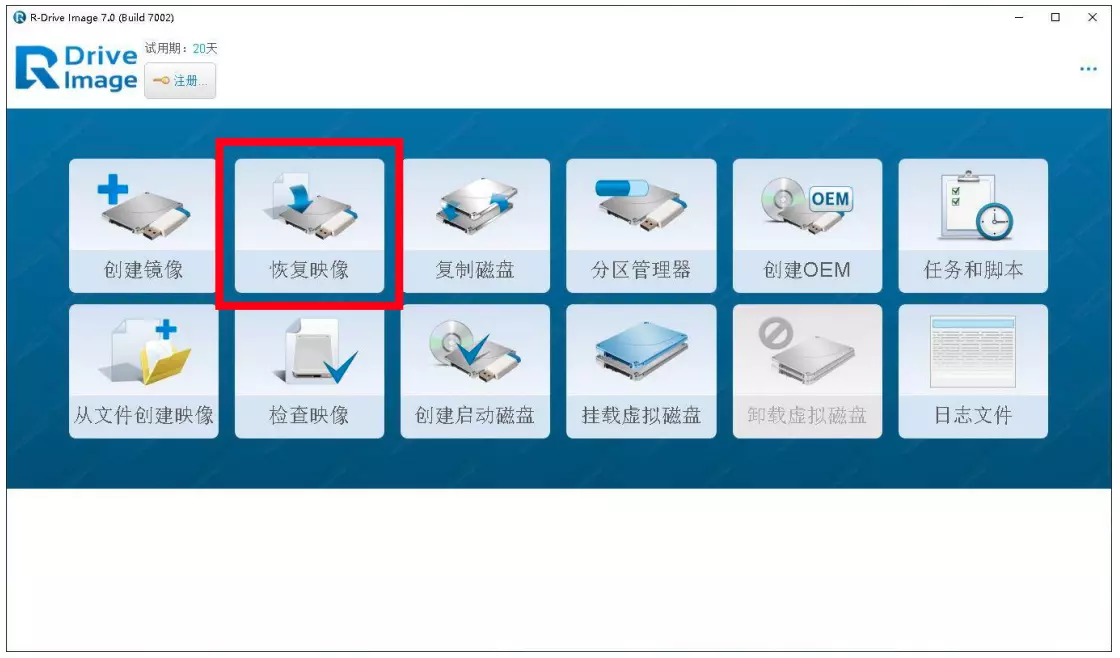 R-Drive Image 7.0 (Build 7002)
Drive Image
试用期：20天
注册...
OEM
创建镜像
恢复映像
复制磁盘
分区管理器
创建OEM
任务和脚本
从文件创建映像
检查映像
创建启动磁盘
挂载虚拟磁盘
卸载虚拟磁盘
日志文件